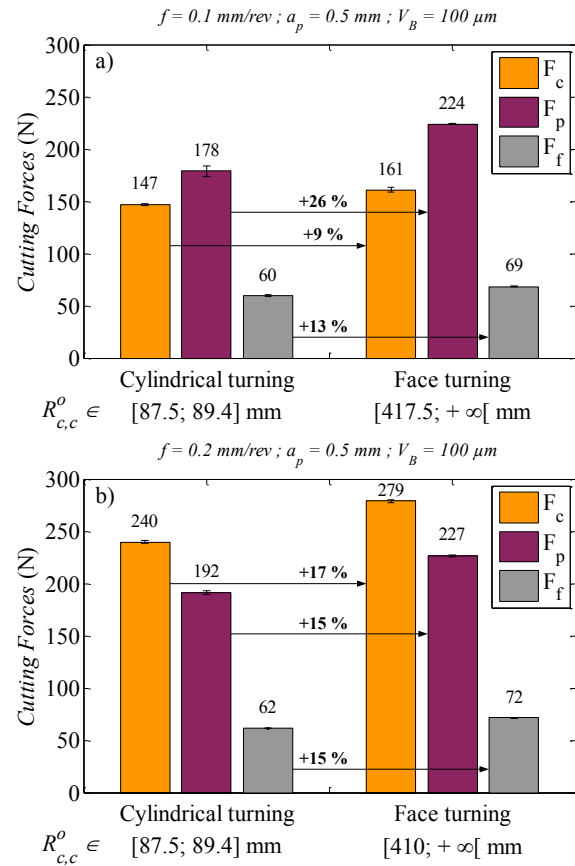 f = 0.1 mm/rev ; a_p = 0.5 mm ; V_B = 100 µm
a)
Cutting Forces (N)
300
250
200
150
100
50
0
147
178
60
161
224
69
+26 %
+9 %
+13 %
F_c
F_p
F_f
Cylindrical turning
Face turning
R^o_{c,c} ∈ [87.5; 89.4] mm [417.5; + ∞[ mm
f = 0.2 mm/rev ; a_p = 0.5 mm ; V_B = 100 µm
b)
Cutting Forces (N)
300
250
200
150
100
50
0
240
192
62
279
227
72
+17 %
+15 %
+15 %
F_c
F_p
F_f
Cylindrical turning
Face turning
R^o_{c,c} ∈ [87.5; 89.4] mm [410; + ∞[ mm